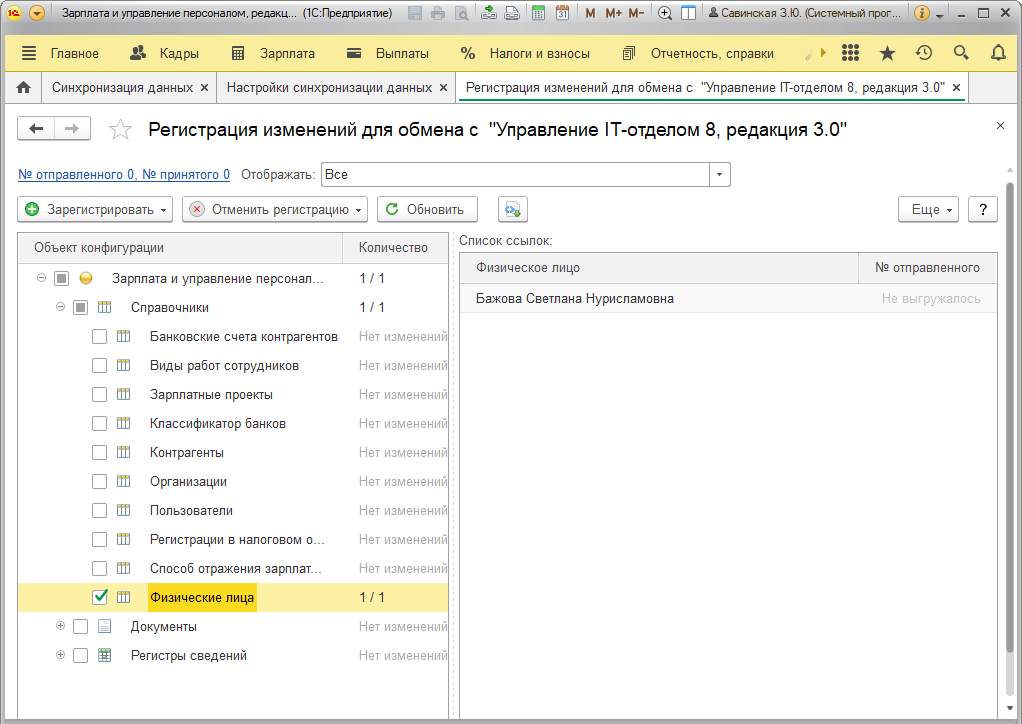 Зарплата и управление персоналом, редакц... (1С:Предприятие)
31
M M+ M-
Савинская З.Ю. (Системный прог...
Главное
Кадры
Зарплата
Выплаты
Налоги и взносы
Отчетность, справки
Синхронизация данных ×
Настройки синхронизации данных ×
Регистрация изменений для обмена с "Управление IT-отделом 8, редакция 3.0" ×
Регистрация изменений для обмена с "Управление IT-отделом 8, редакция 3.0"
№ отправленного 0, № принятого 0
Отображать:
Все
Зарегистрировать
Отменить регистрацию
Обновить
Еще
?
Объект конфигурации
Количество
Зарплата и управление персонал...
1 / 1
Справочники
1 / 1
Банковские счета контрагентов
Нет изменений
Виды работ сотрудников
Нет изменений
Зарплатные проекты
Нет изменений
Классификатор банков
Нет изменений
Контрагенты
Нет изменений
Организации
Нет изменений
Пользователи
Нет изменений
Регистрации в налоговом о...
Нет изменений
Способ отражения зарплат...
Нет изменений
Физические лица
1 / 1
Документы
Нет изменений
Регистры сведений
Нет изменений
Список ссылок:
Физическое лицо
№ отправленного
Бажова Светлана Нурисламовна
Не выгружалось